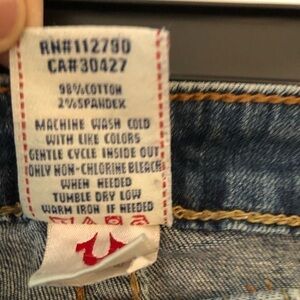 RN#112790
CA#30427
98%COTTON
2%SPANDEX
MACHINE WASH COLD
WITH LIKE COLORS
GENTLE CYCLE INSIDE OUT
ONLY NON-CHLORINE BLEACH
WHEN NEEDED
TUMBLE DRY LOW
WARM IRON IF NEEDED